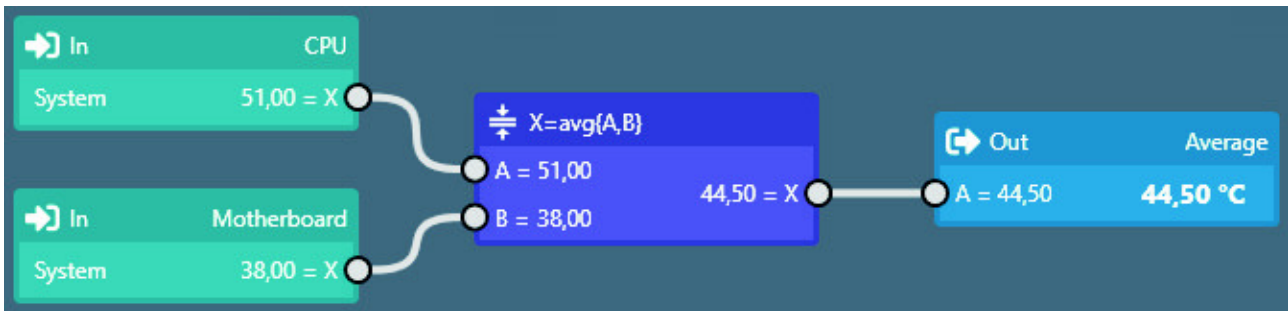 In CPU
System 51,00 = X
In Motherboard
System 38,00 = X
X=avg{A,B}
A = 51,00
44,50 = X
B = 38,00
Out Average
A = 44,50 44,50 °C